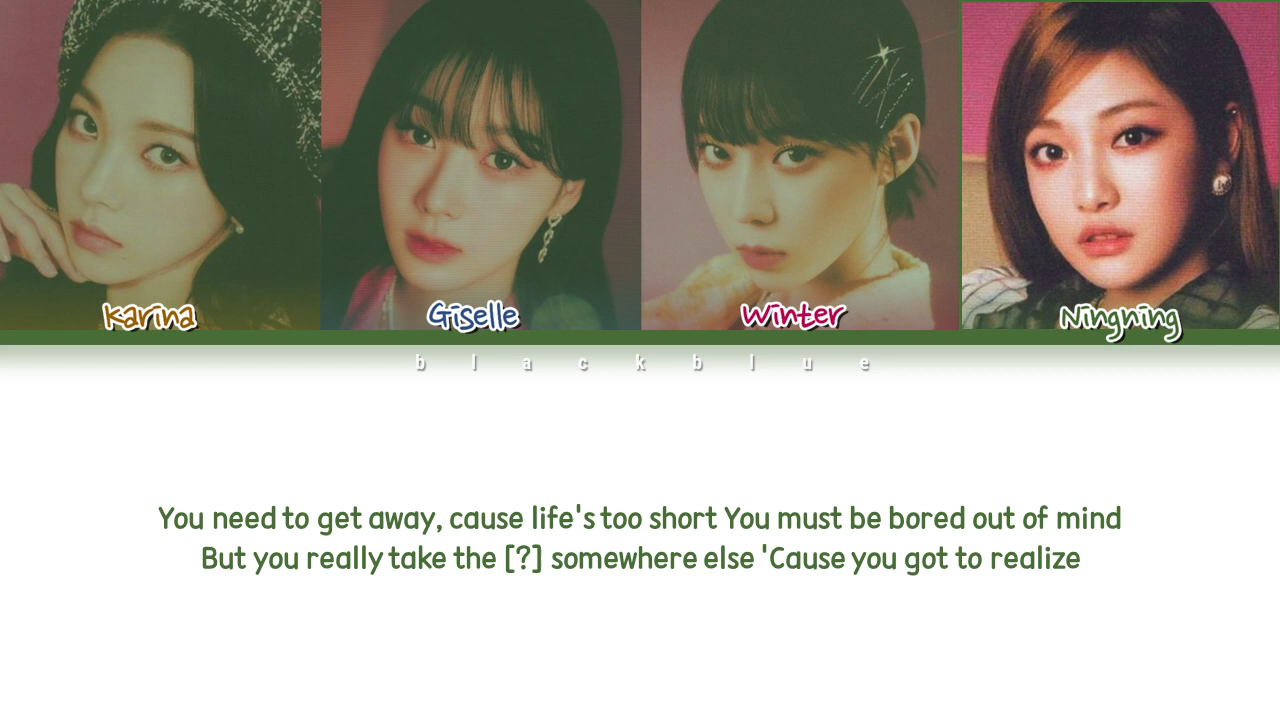 Karina Giselle Winter Ningning
blackblue
You need to get away, cause life's too short You must be bored out of mind
But you really take the [?] somewhere else 'Cause you got to realize